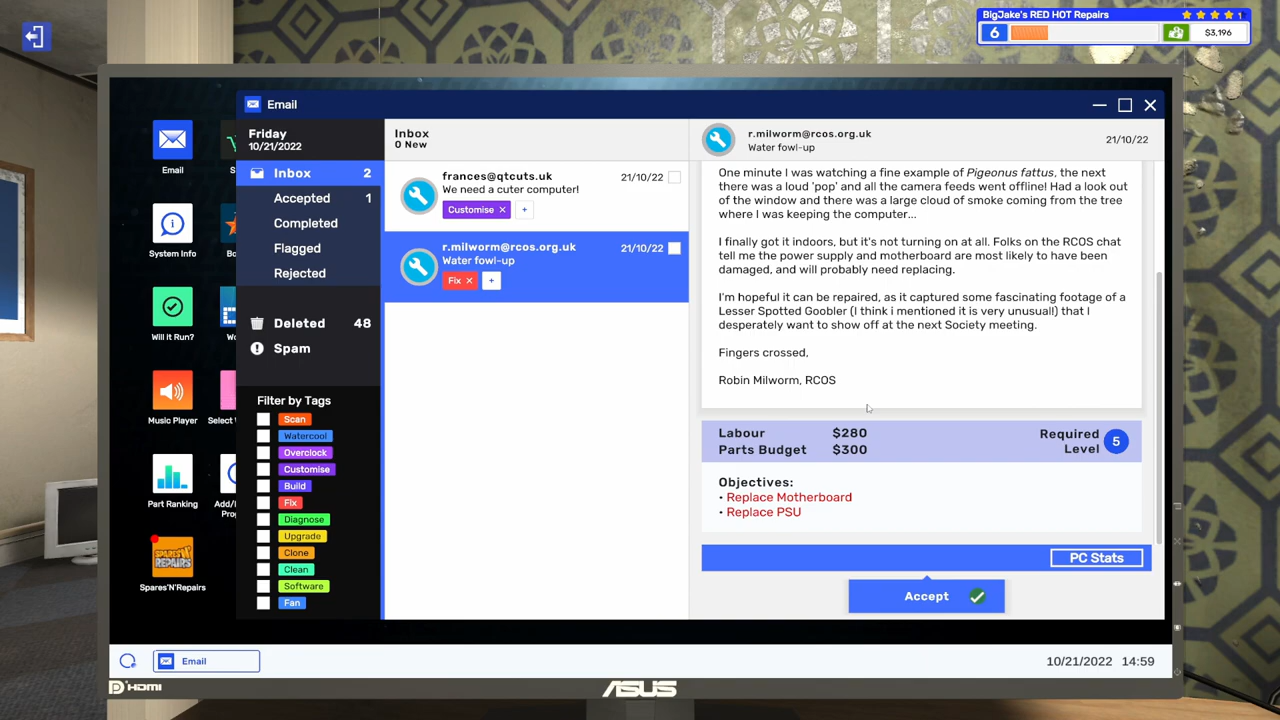 BigJake's RED HOT Repairs
1
6
$3,196
Email
Friday
10/21/2022
Inbox 2
Accepted 1
Completed
Flagged
Rejected
Deleted 48
Spam
Filter by Tags
Scan
Watercool
Overclock
Customise
Build
Fix
Diagnose
Upgrade
Clone
Clean
Software
Fan
Email
System Info
Will it Run?
Music Player
Select
Part Ranking
Add/
Prog
SPARES N REPAIRS
Spares'N'Repairs
Inbox
0 New
frances@qtcuts.uk 21/10/22
We need a cuter computer!
Customise × +
r.milworm@rcos.org.uk 21/10/22
Water fowl-up
Fix × +
r.milworm@rcos.org.uk
Water fowl-up
21/10/22
One minute I was watching a fine example of Pigeonus fattus, the next
there was a loud 'pop' and all the camera feeds went offline! Had a look out
of the window and there was a large cloud of smoke coming from the tree
where I was keeping the computer...
I finally got it indoors, but it's not turning on at all. Folks on the RCOS chat
tell me the power supply and motherboard are most likely to have been
damaged, and will probably need replacing.
I'm hopeful it can be repaired, as it captured some fascinating footage of a
Lesser Spotted Goobler (I think i mentioned it is very unusual!) that I
desperately want to show off at the next Society meeting.
Fingers crossed,
Robin Milworm, RCOS
Labour $280
Parts Budget $300
Required
Level 5
Objectives:
• Replace Motherboard
• Replace PSU
PC Stats
Accept
Email
10/21/2022 14:59
HDMI
ASUS